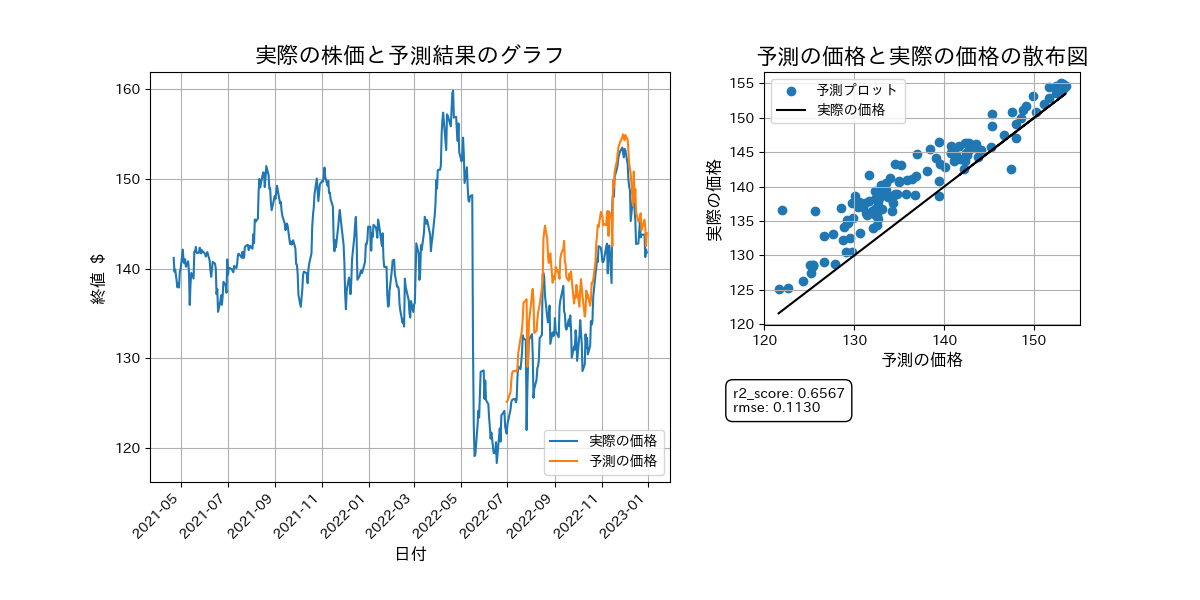 実際の株価と予測結果のグラフ
160
150
140
130
120
終値 $
実際の価格
予測の価格
2021-05
2021-07
2021-09
2021-11
2022-01
2022-03
2022-05
2022-07
2022-09
2022-11
2023-01
日付
予測の価格と実際の価格の散布図
予測プロット
実際の価格
155
150
145
140
135
130
125
120
実際の価格
120
130
140
150
予測の価格
r2_score: 0.6567
rmse: 0.1130